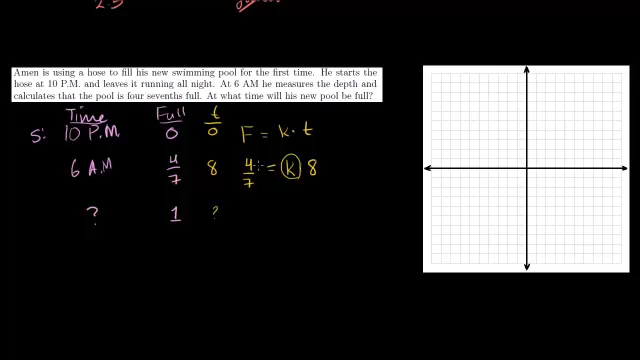 2.5
Amen is using a hose to fill his new swimming pool for the first time. He starts the
hose at 10 P.M. and leaves it running all night. At 6 AM he measures the depth and
calculates that the pool is four sevenths full. At what time will his new pool be full?
Time Full t
S: 10 P.M. 0 0 F = k · t
6 A.M 4/7 8 4/7 = k 8
? 1 ?